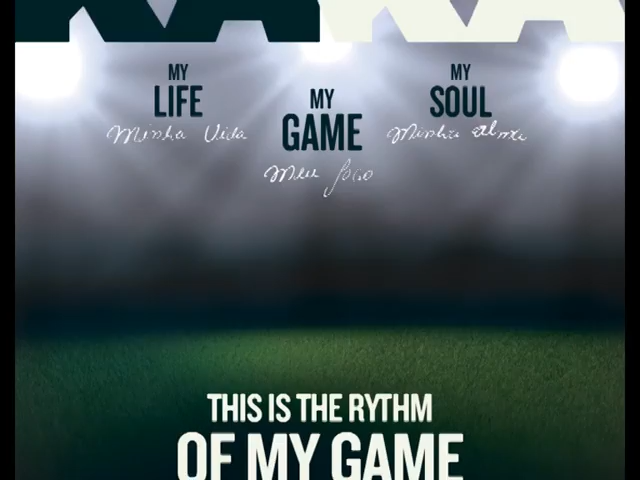 KAKA
MY
LIFE
Minha Vida
MY
GAME
Meu Jogo
MY
SOUL
Minha Alma
THIS IS THE RYTHM
OF MY GAME